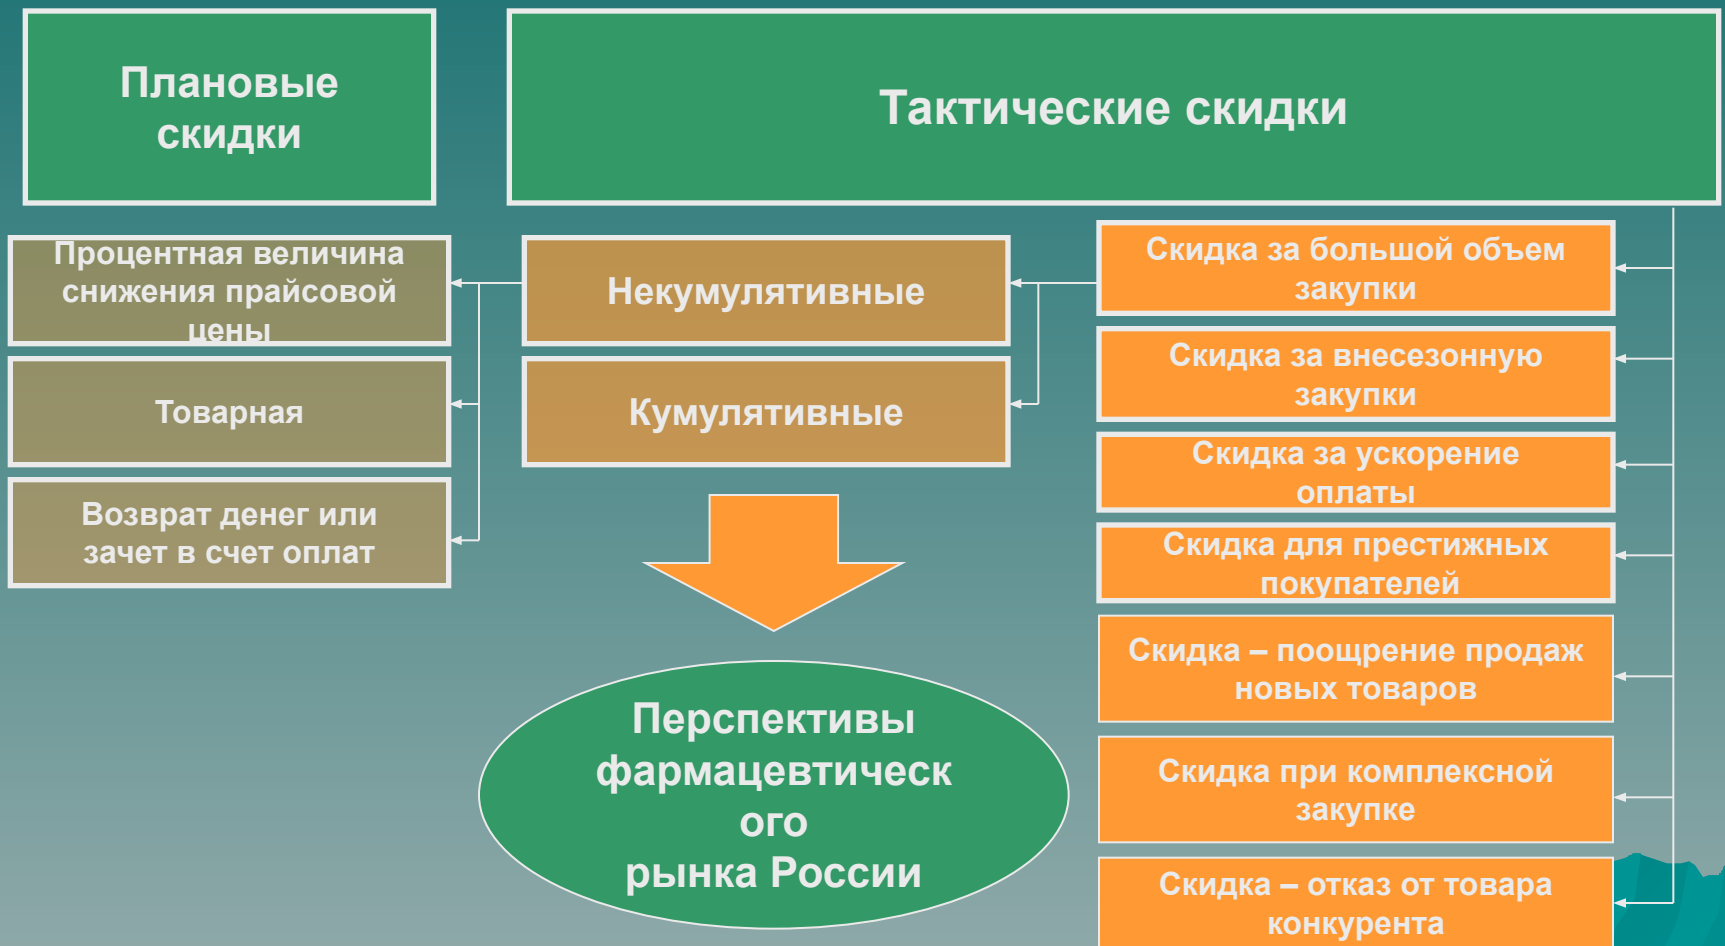 Плановые
скидки
Тактические скидки
Процентная величина
снижения прайсовой
цены
Товарная
Возврат денег или
зачет в счет оплат
Некумулятивные
Кумулятивные
Перспективы
фармацевтическ
ого
рынка России
Скидка за большой объем
закупки
Скидка за внесезонную
закупки
Скидка за ускорение
оплаты
Скидка для престижных
покупателей
Скидка – поощрение продаж
новых товаров
Скидка при комплексной
закупке
Скидка – отказ от товара
конкурента